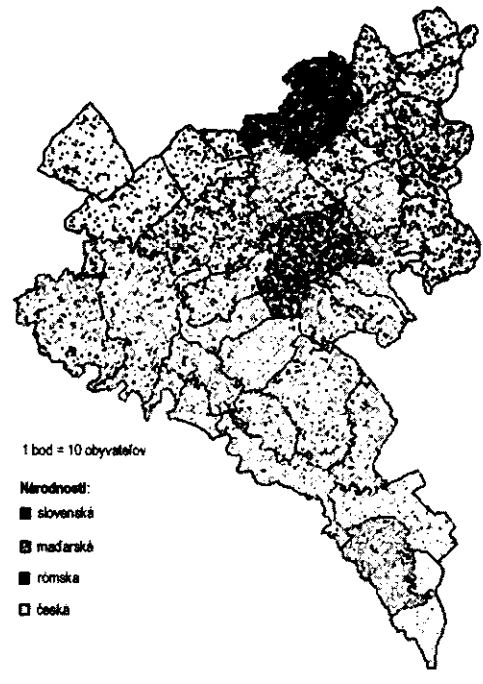 1 bod = 10 obyvateľov
Národnosti:
slovenská
maďarská
rómska
česká